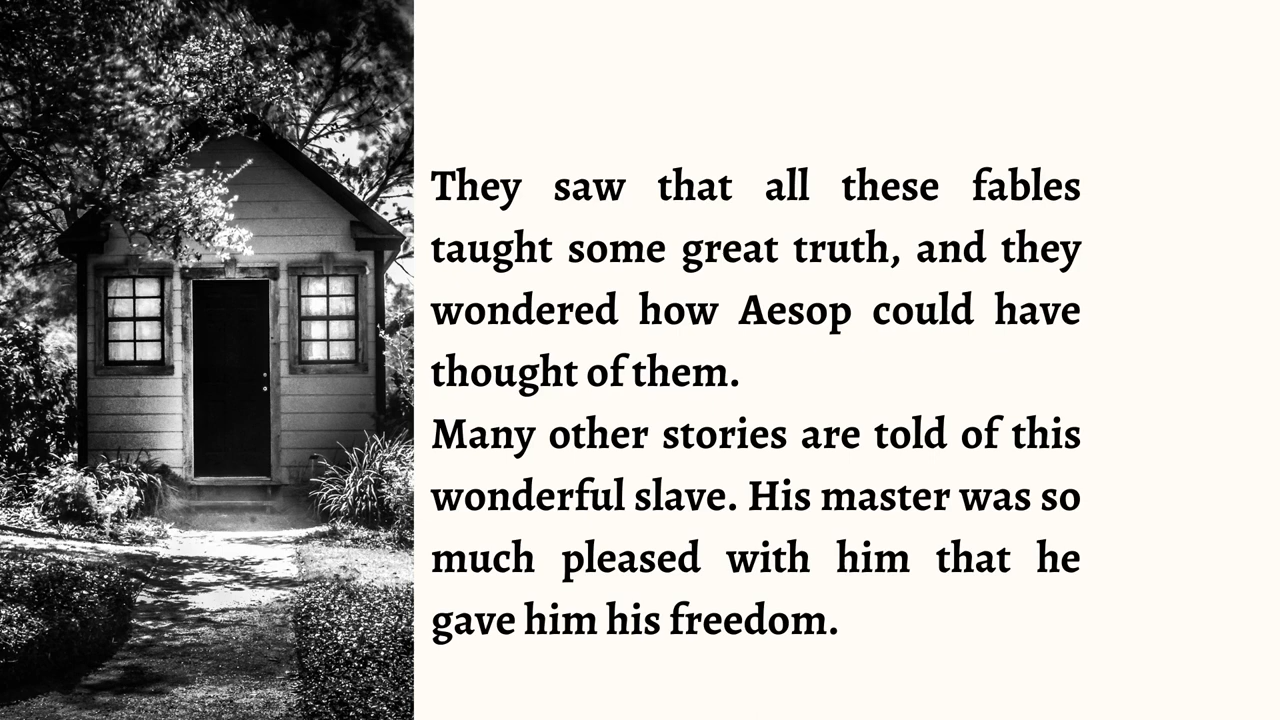 They saw that all these fables
taught some great truth, and they
wondered how Aesop could have
thought of them.
Many other stories are told of this
wonderful slave. His master was so
much pleased with him that he
gave him his freedom.